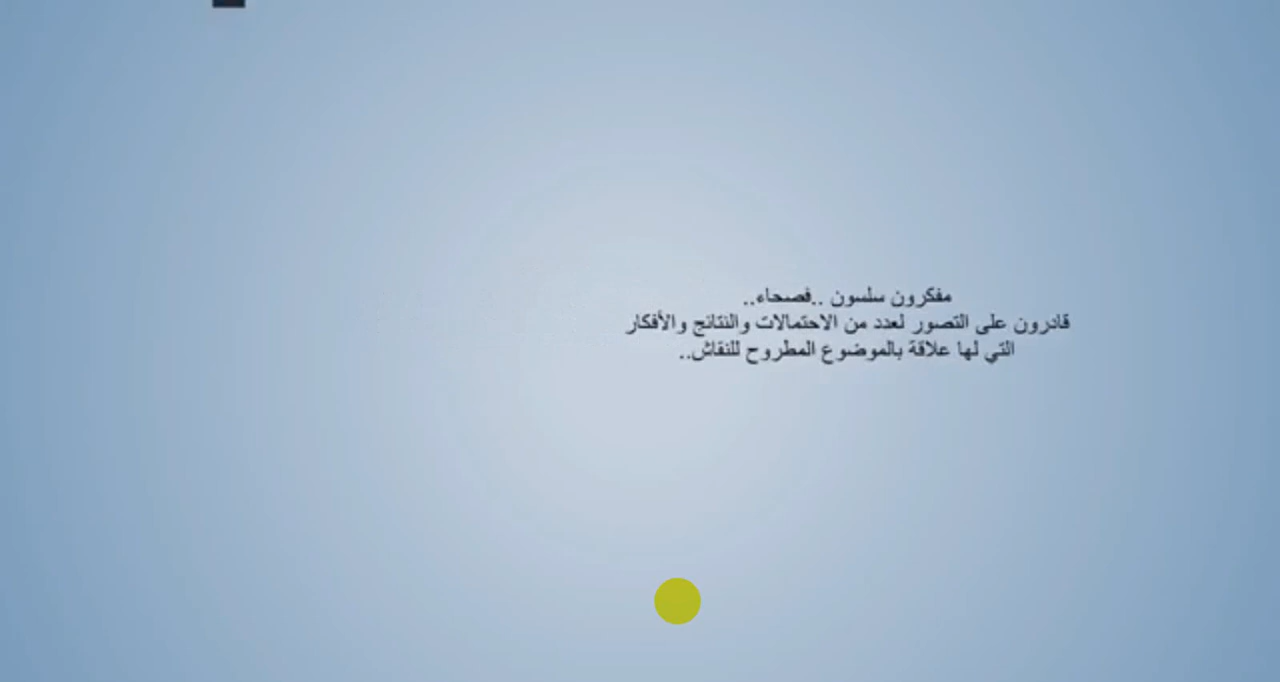 مفكرون سلسون ..فصحاء..
قادرون على التصور لعدد من الاحتمالات والنتائج والأفكار
التي لها علاقة بالموضوع المطروح للنقاش..